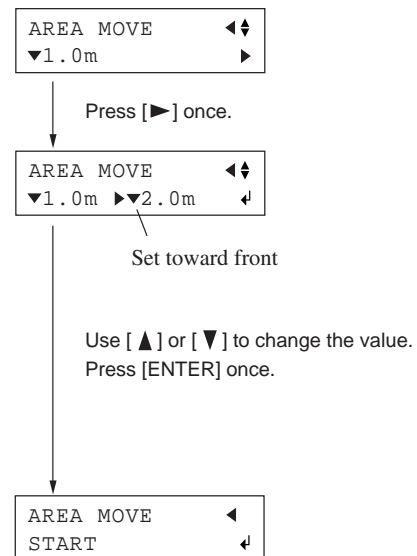 AREA MOVE ◀♦
▼1.0m ▶
Press [▶] once.
AREA MOVE ◀♦
▼1.0m ▶▼2.0m ↲
Set toward front
Use [▲] or [▼] to change the value.
Press [ENTER] once.
AREA MOVE ◀
START ↲